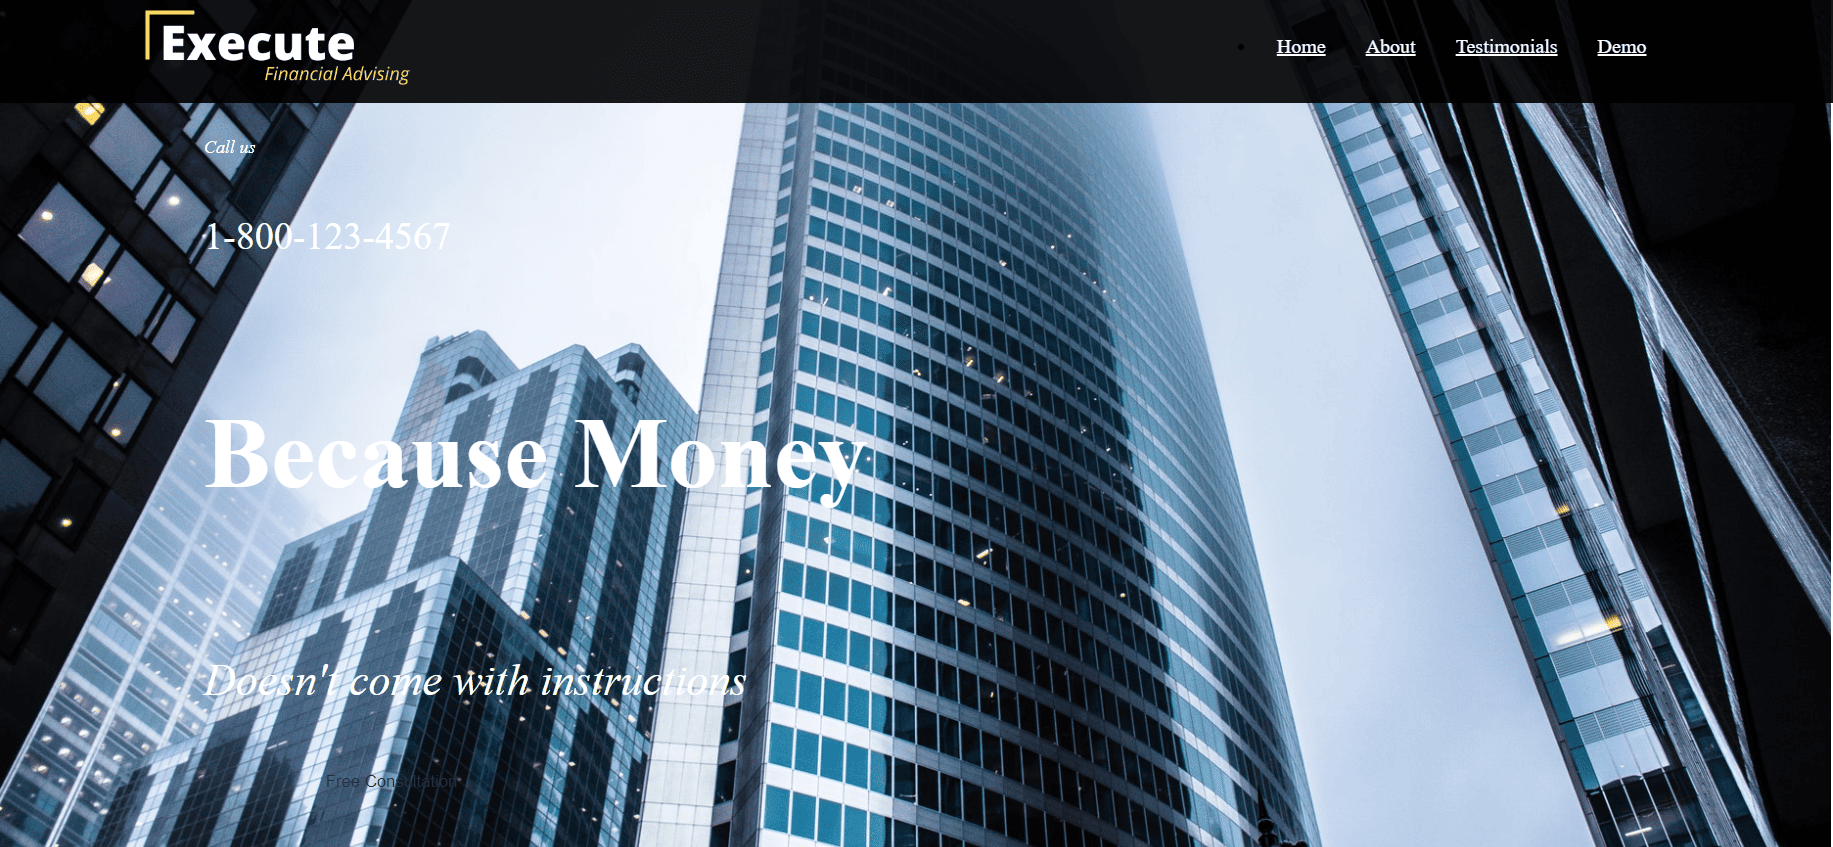 Execute
Financial Advising
Home About Testimonials Demo
Call us
1-800-123-4567
Because Money
Doesn't come with instructions
Free Consultation